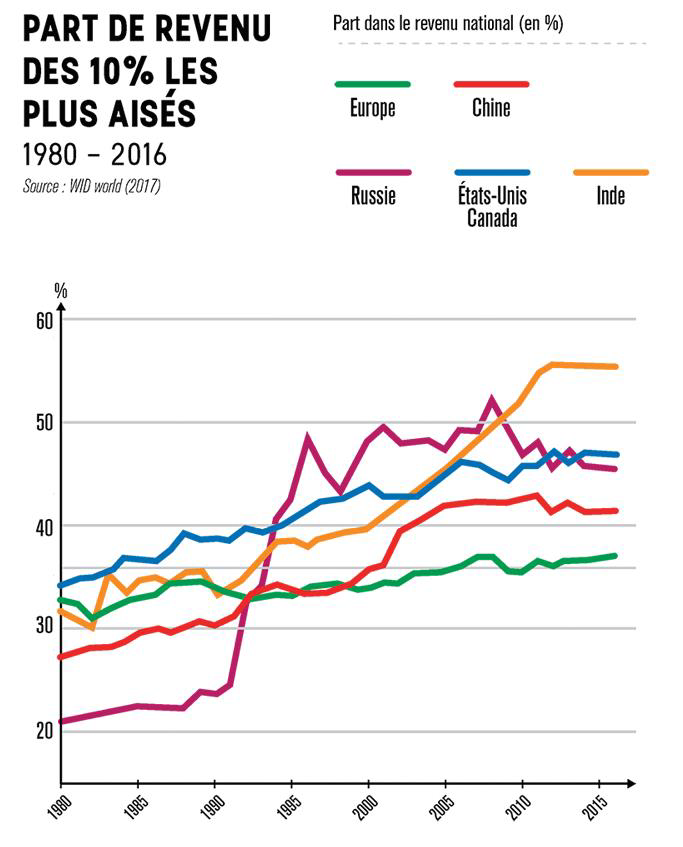 PART DE REVENU
DES 10% LES
PLUS AISÉS
1980 – 2016
Source : WID world (2017)
Part dans le revenu national (en %)
Europe
Chine
Russie
États-Unis
Canada
Inde
%
60
50
40
30
20
1980
1985
1990
1995
2000
2005
2010
2015